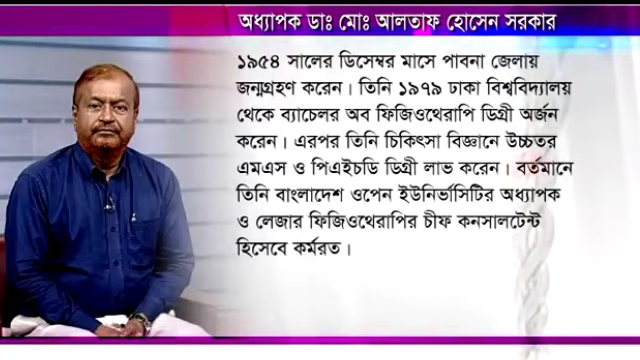 অধ্যাপক ডাঃ মোঃ আলতাফ হোসেন সরকার
১৯৫৪ সালের ডিসেম্বর মাসে পাবনা জেলায়
জন্মগ্রহণ করেন। তিনি ১৯৭৯ ঢাকা বিশ্ববিদ্যালয়
থেকে ব্যাচেলর অব ফিজিওথেরাপি ডিগ্রী অর্জন
করেন। এরপর তিনি চিকিৎসা বিজ্ঞানে উচ্চতর
এমএস ও পিএইচডি ডিগ্রী লাভ করেন। বর্তমানে
তিনি বাংলাদেশ ওপেন ইউনির্ভাসিটির অধ্যাপক
ও লেজার ফিজিওথেরাপির চীফ কনসালটেন্ট
হিসেবে কর্মরত।